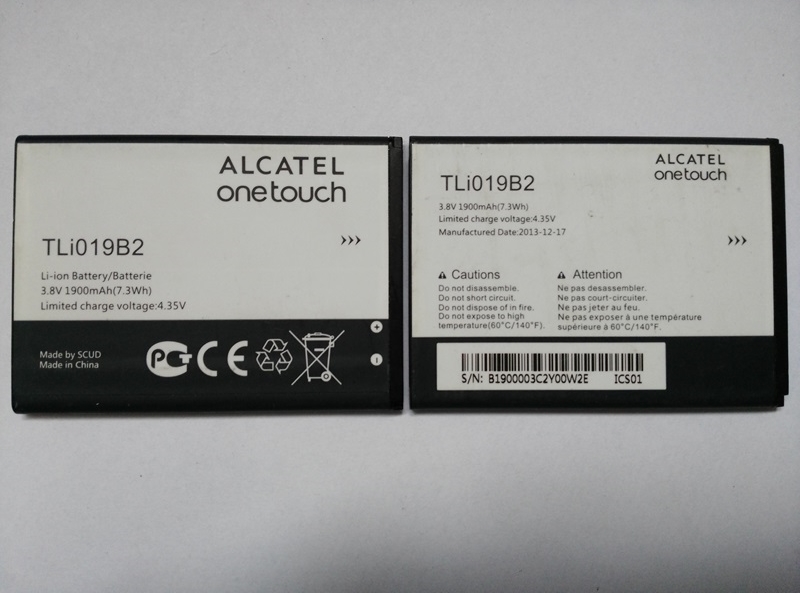 ALCATEL
onetouch
TLi019B2
Li-ion Battery/Batterie
3.8V 1900mAh(7.3Wh)
Limited charge voltage:4.35V
Made by SCUD
Made in China
ALCATEL
onetouch
TLi019B2
3.8V 1900mAh(7.3Wh)
Limited charge voltage:4.35V
Manufactured Date:2013-12-17
Cautions
Do not disassembler.
Do not short circuit.
Do not dispose of in fire.
Do not expose to high
temperature(60°C/140°F).
Attention
Ne pas desassembler.
Ne pas court-circuiter.
Ne pas jeter au feu.
Ne pas exposer à une température
supérieure à 60°C/140°F.
S/N: B1900003C2Y00W2E ICS01